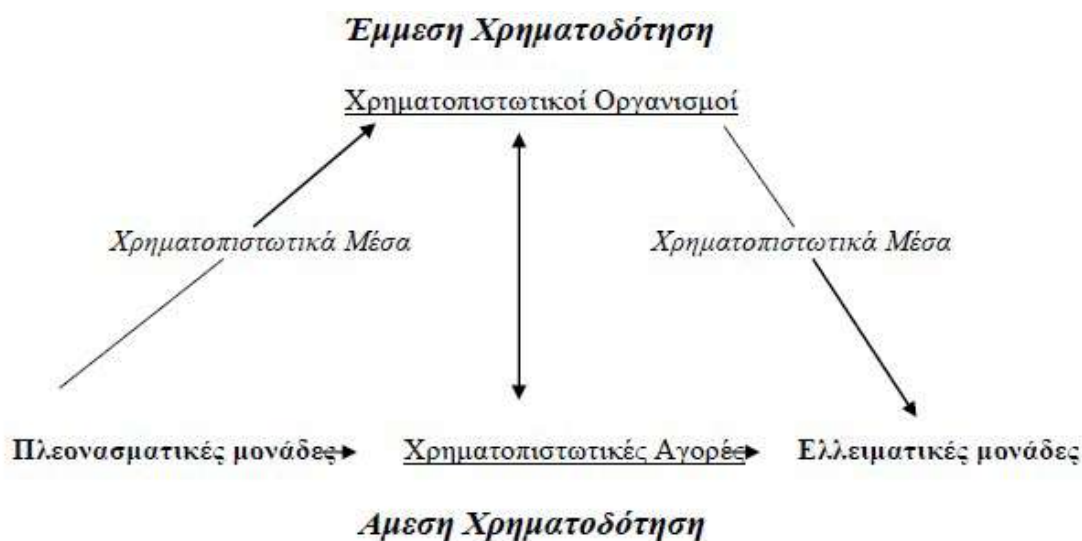 Έμμεση Χρηματοδότηση
Χρηματοπιστωτικοί Οργανισμοί
Χρηματοπιστωτικά Μέσα
Χρηματοπιστωτικά Μέσα
Πλεονασματικές μονάδες
Χρηματοπιστωτικές Αγορές
Ελλειματικές μονάδες
Αμεση Χρηματοδότηση